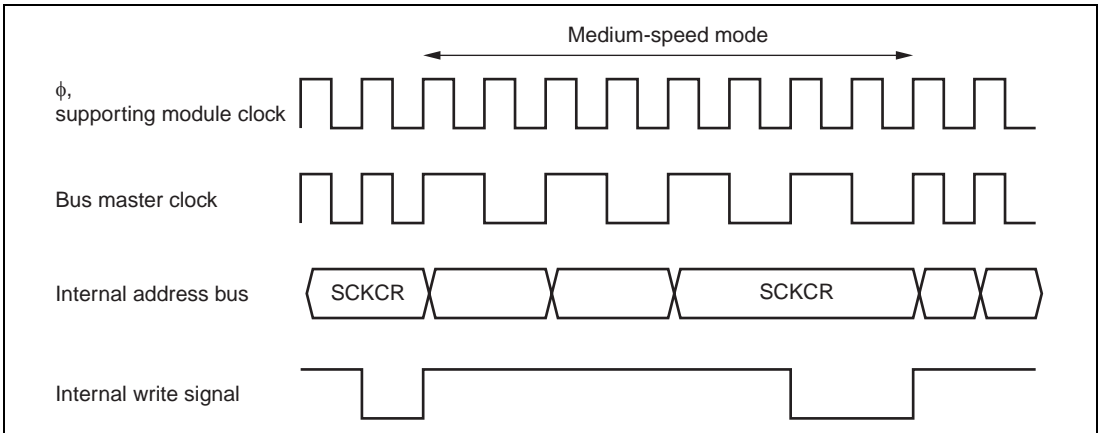 Medium-speed mode
ϕ,
supporting module clock
Bus master clock
Internal address bus
SCKCR
SCKCR
Internal write signal